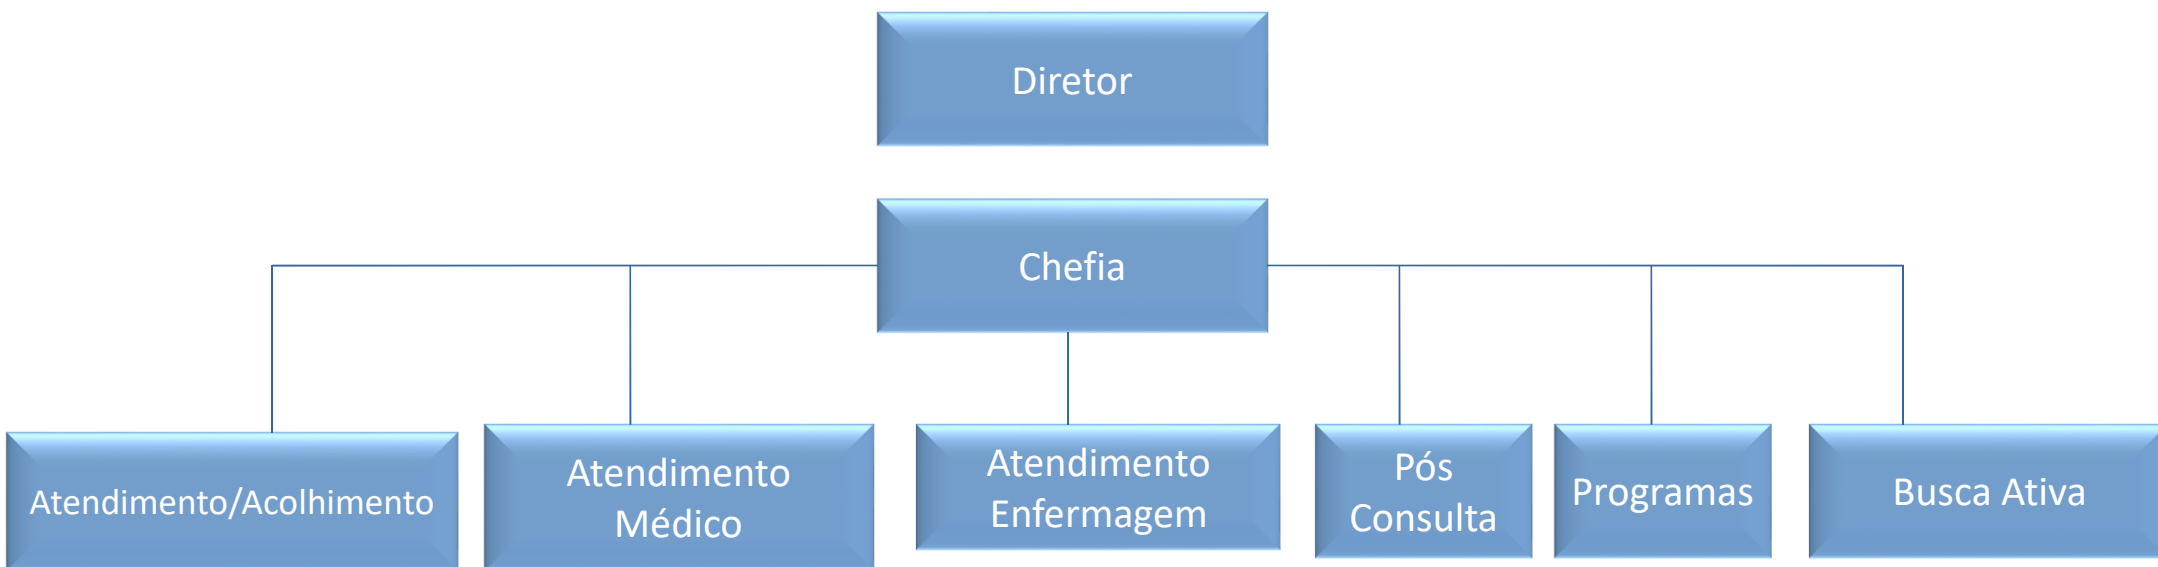 Diretor
Chefia
Atendimento/Acolhimento
Atendimento
Médico
Atendimento
Enfermagem
Pós
Consulta
Programas
Busca Ativa